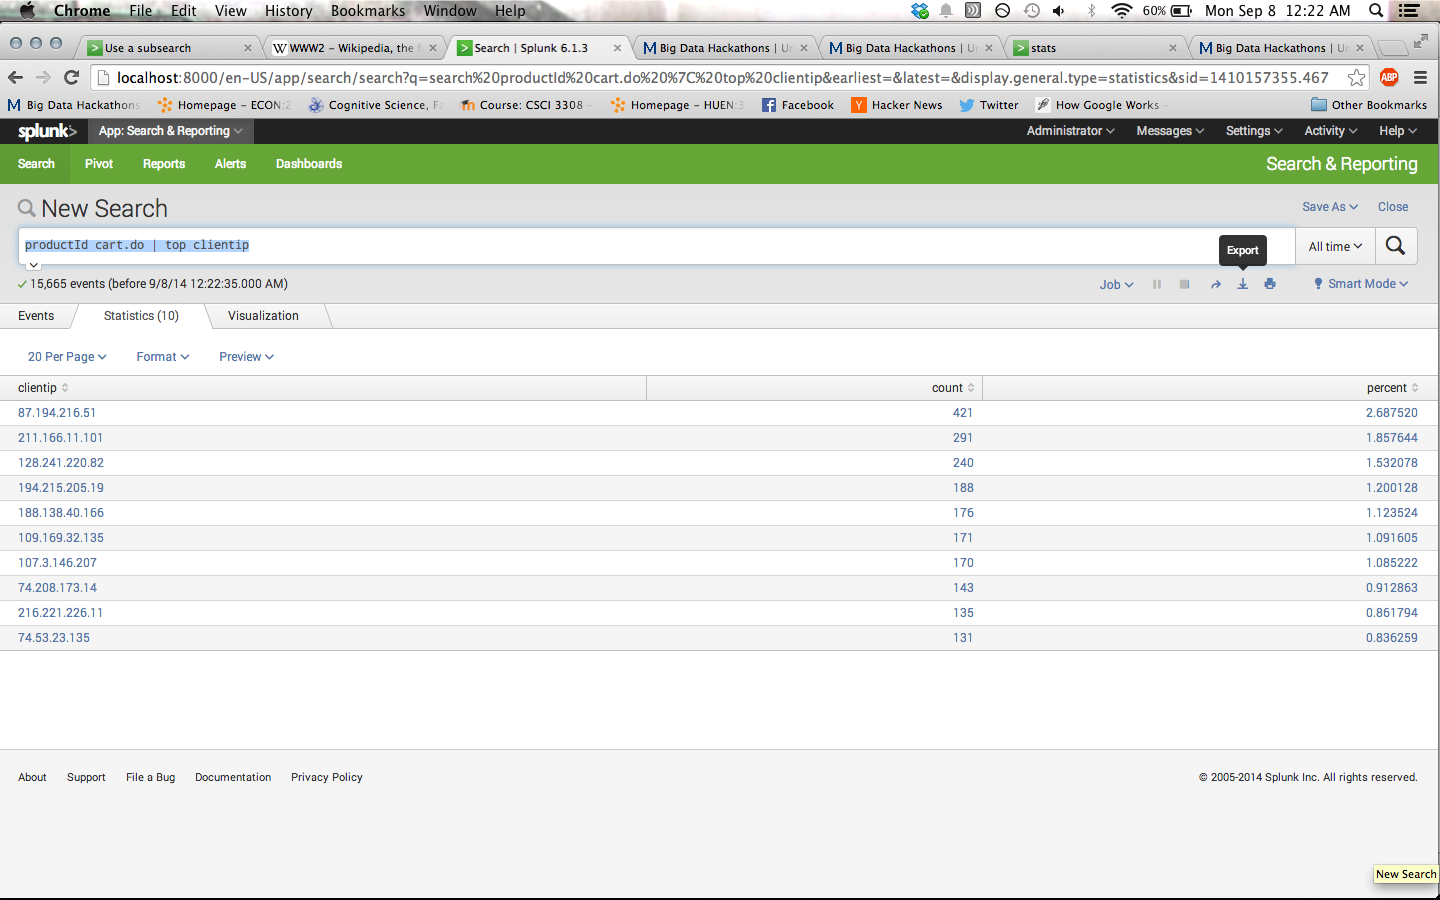 Chrome File Edit View History Bookmarks Window Help 60% Mon Sep 8 12:22 AM
Use a subsearch WWW2 – Wikipedia, the f Search | Splunk 6.1.3 Big Data Hackathons | Un Big Data Hackathons | Un stats Big Data Hackathons | Un
localhost:8000/en-US/app/search/search?q=search%20productId%20cart.do%20%7C%20top%20clientip&earliest=&latest=&display.general.type=statistics&sid=1410157355.467 ABP
Big Data Hackathons Homepage – ECON:2 Cognitive Science, Fa Course: CSCI 3308 – Homepage – HUEN:3 Facebook Hacker News Twitter How Google Works – Other Bookmarks
splunk> App: Search & Reporting Administrator Messages Settings Activity Help
Search Pivot Reports Alerts Dashboards Search & Reporting
New Search Save As Close
productId cart.do | top clientip Export All time
15,665 events (before 9/8/14 12:22:35.000 AM) Job Smart Mode
Events Statistics (10) Visualization
20 Per Page Format Preview
clientip count percent
87.194.216.51 421 2.687520
211.166.11.101 291 1.857644
128.241.220.82 240 1.532078
194.215.205.19 188 1.200128
188.138.40.166 176 1.123524
109.169.32.135 171 1.091605
107.3.146.207 170 1.085222
74.208.173.14 143 0.912863
216.221.226.11 135 0.861794
74.53.23.135 131 0.836259
About Support File a Bug Documentation Privacy Policy © 2005-2014 Splunk Inc. All rights reserved.
New Search